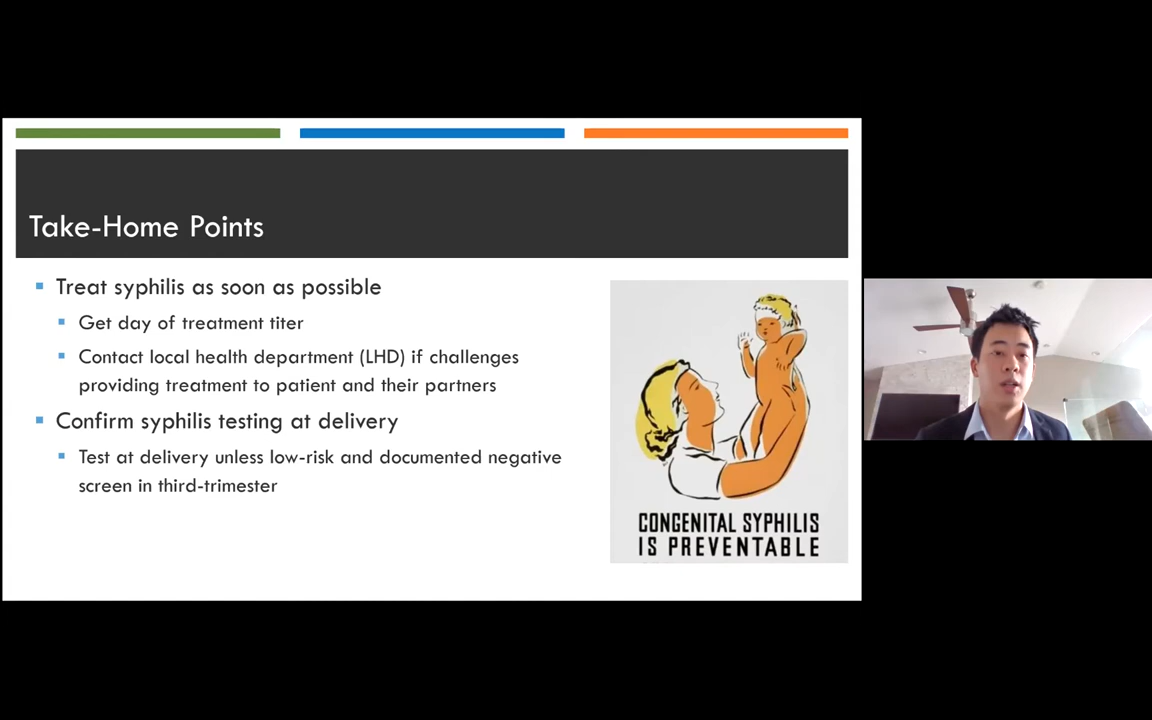 Take-Home Points
Treat syphilis as soon as possible
Get day of treatment titer
Contact local health department (LHD) if challenges
providing treatment to patient and their partners
Confirm syphilis testing at delivery
Test at delivery unless low-risk and documented negative
screen in third-trimester
CONGENITAL SYPHILIS
IS PREVENTABLE